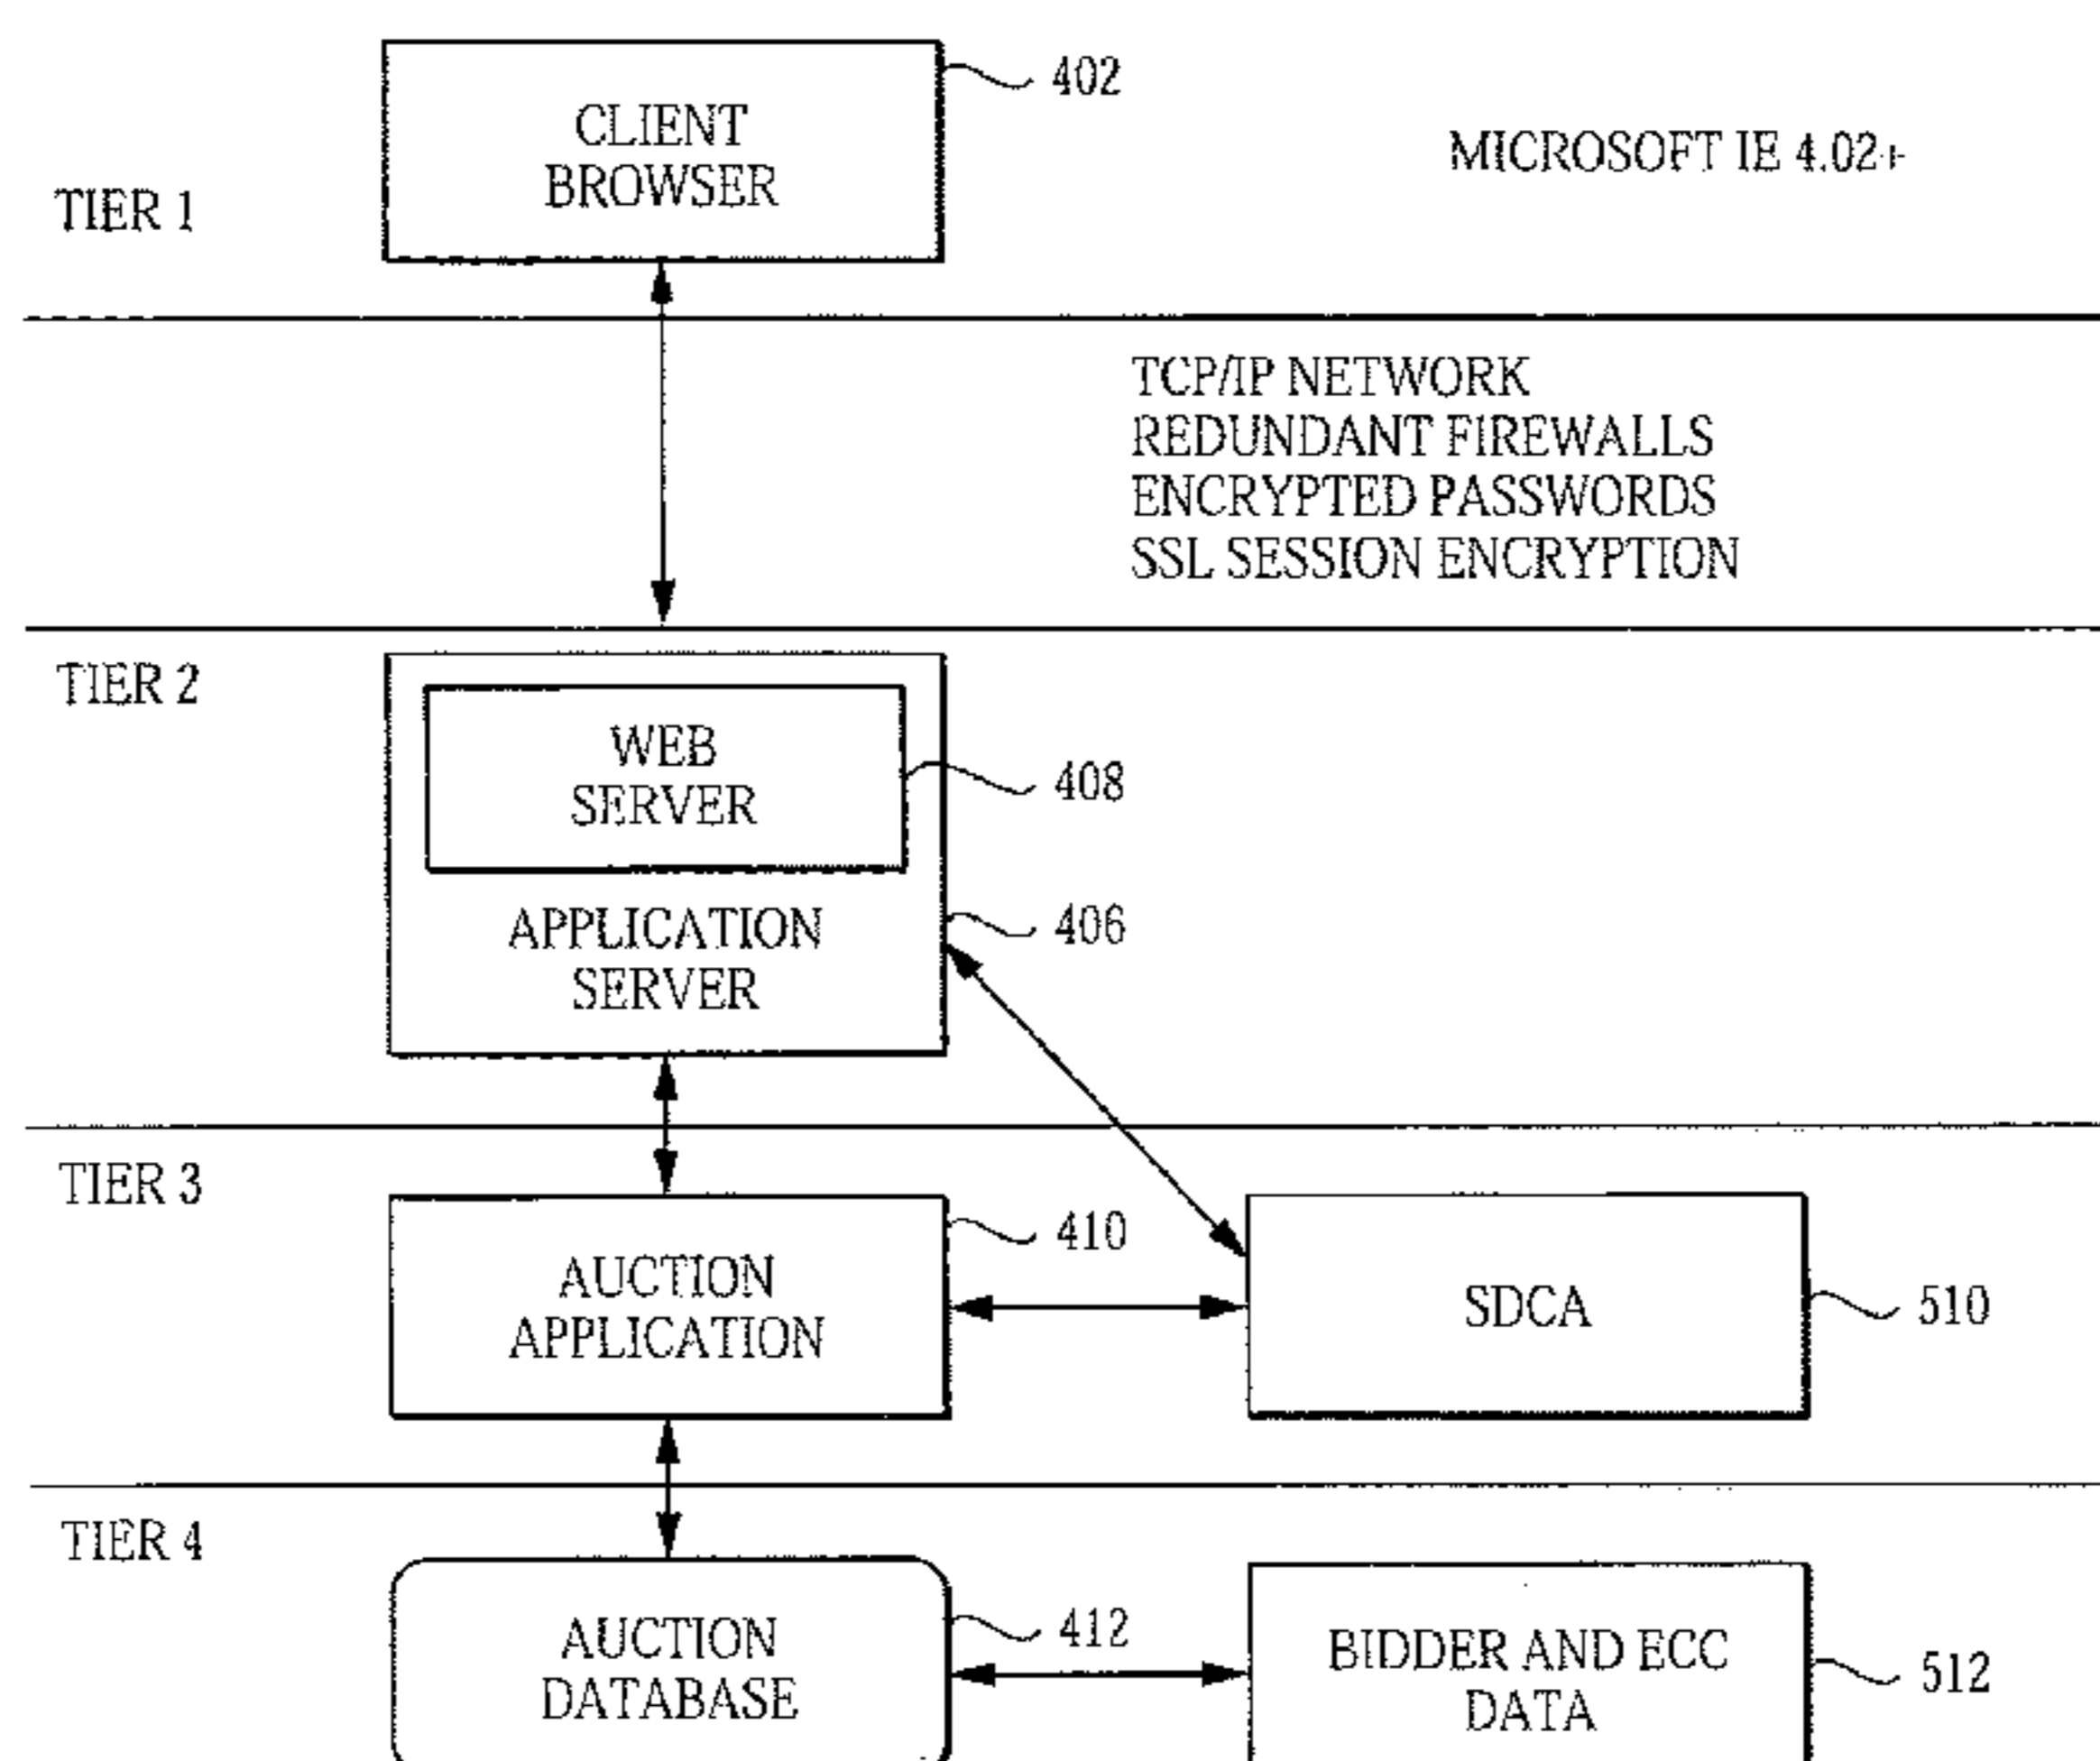 402
CLIENT
BROWSER
MICROSOFT IE 4.02+
TIER 1
TCP/IP NETWORK
REDUNDANT FIREWALLS
ENCRYPTED PASSWORDS
SSL SESSION ENCRYPTION
TIER 2
WEB
SERVER
408
APPLICATION
SERVER
406
TIER 3
410
AUCTION
APPLICATION
SDCA
510
TIER 4
AUCTION
DATABASE
412
BIDDER AND ECC
DATA
512